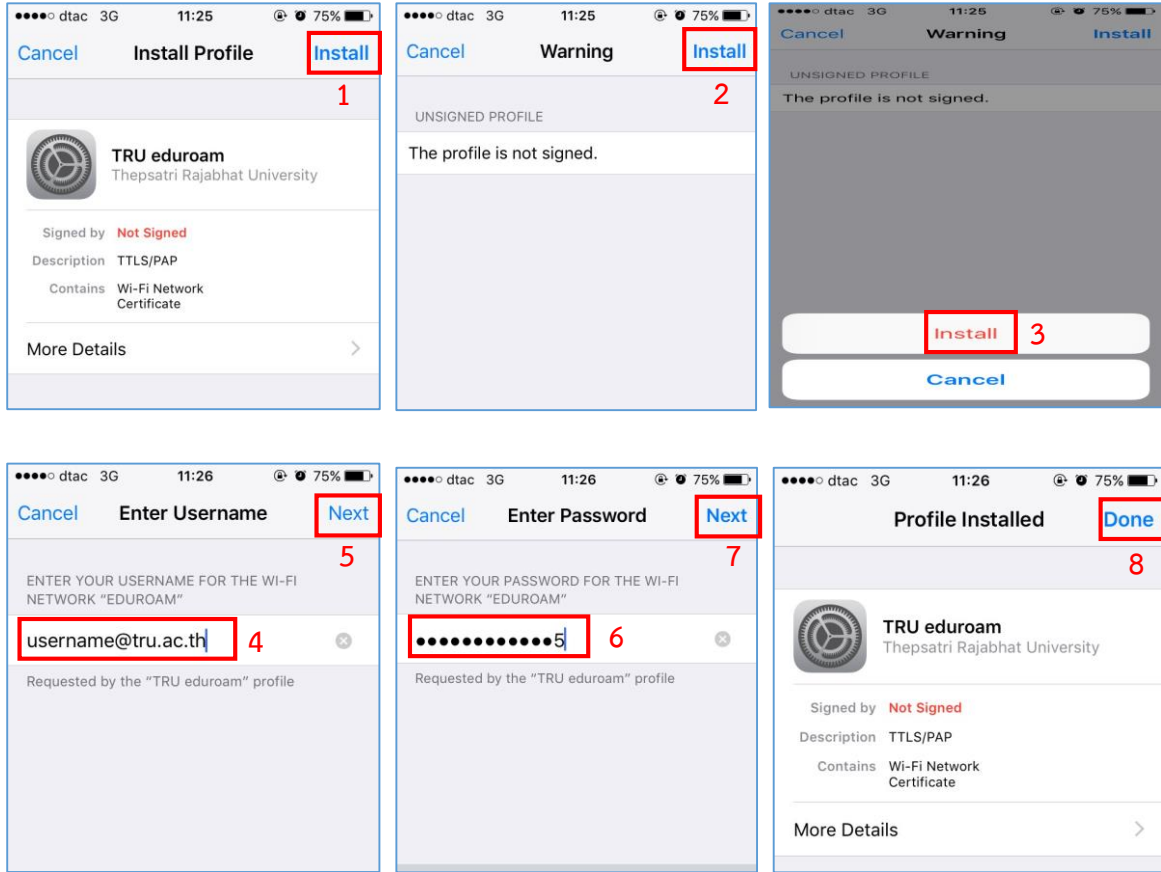 ●●●●○ dtac 3G 11:25 75%
Cancel Install Profile Install
1
TRU eduroam
Thepsatri Rajabhat University
Signed by Not Signed
Description TTLS/PAP
Contains Wi-Fi Network
Certificate
More Details
●●●●○ dtac 3G 11:25 75%
Cancel Warning Install
2
UNSIGNED PROFILE
The profile is not signed.
●●●●○ dtac 3G 11:25 75%
Cancel Warning Install
UNSIGNED PROFILE
The profile is not signed.
Install 3
Cancel
●●●●○ dtac 3G 11:26 75%
Cancel Enter Username Next
5
ENTER YOUR USERNAME FOR THE WI-FI
NETWORK “EDUROAM”
username@tru.ac.th 4
Requested by the “TRU eduroam” profile
●●●●○ dtac 3G 11:26 75%
Cancel Enter Password Next
7
ENTER YOUR PASSWORD FOR THE WI-FI
NETWORK “EDUROAM”
●●●●●●●●●●●●5 6
Requested by the “TRU eduroam” profile
●●●●○ dtac 3G 11:26 75%
Profile Installed Done
8
TRU eduroam
Thepsatri Rajabhat University
Signed by Not Signed
Description TTLS/PAP
Contains Wi-Fi Network
Certificate
More Details